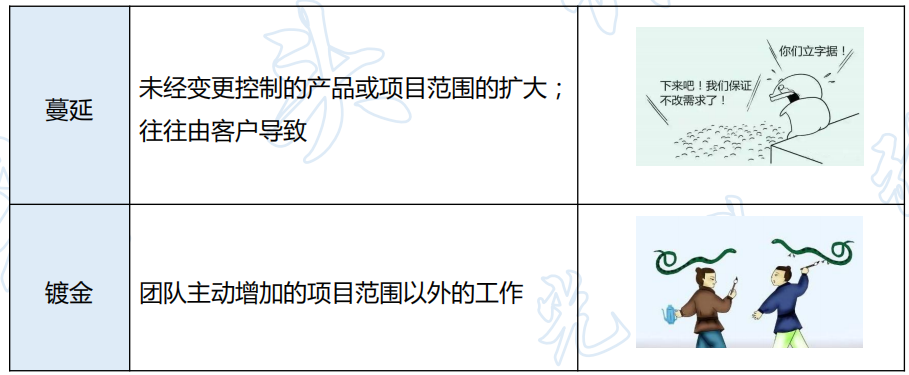 蔓延
未经变更控制的产品或项目范围的扩大；
往往由客户导致
你们立字据！
下来吧！我们保证
不改需求了！
镀金
团队主动增加的项目范围以外的工作